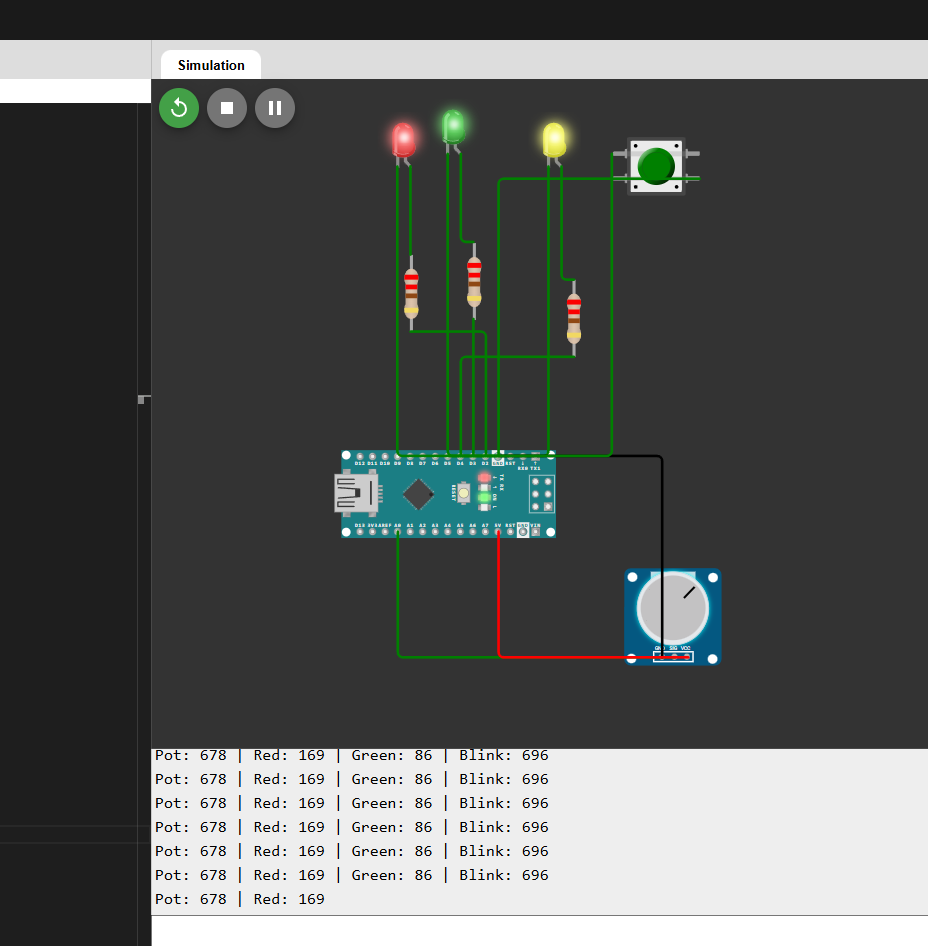 Simulation
D12 D11 D10 D9 D8 D7 D6 D5 D4 D3 D2 GND RST RX0 TX1
RESET
TX RX ON L
D13 3V3 AREF A0 A1 A2 A3 A4 A5 A6 A7 5V RST GND VIN
GND SIG VCC
Pot: 678 | Red: 169 | Green: 86 | Blink: 696
Pot: 678 | Red: 169 | Green: 86 | Blink: 696
Pot: 678 | Red: 169 | Green: 86 | Blink: 696
Pot: 678 | Red: 169 | Green: 86 | Blink: 696
Pot: 678 | Red: 169 | Green: 86 | Blink: 696
Pot: 678 | Red: 169 | Green: 86 | Blink: 696
Pot: 678 | Red: 169